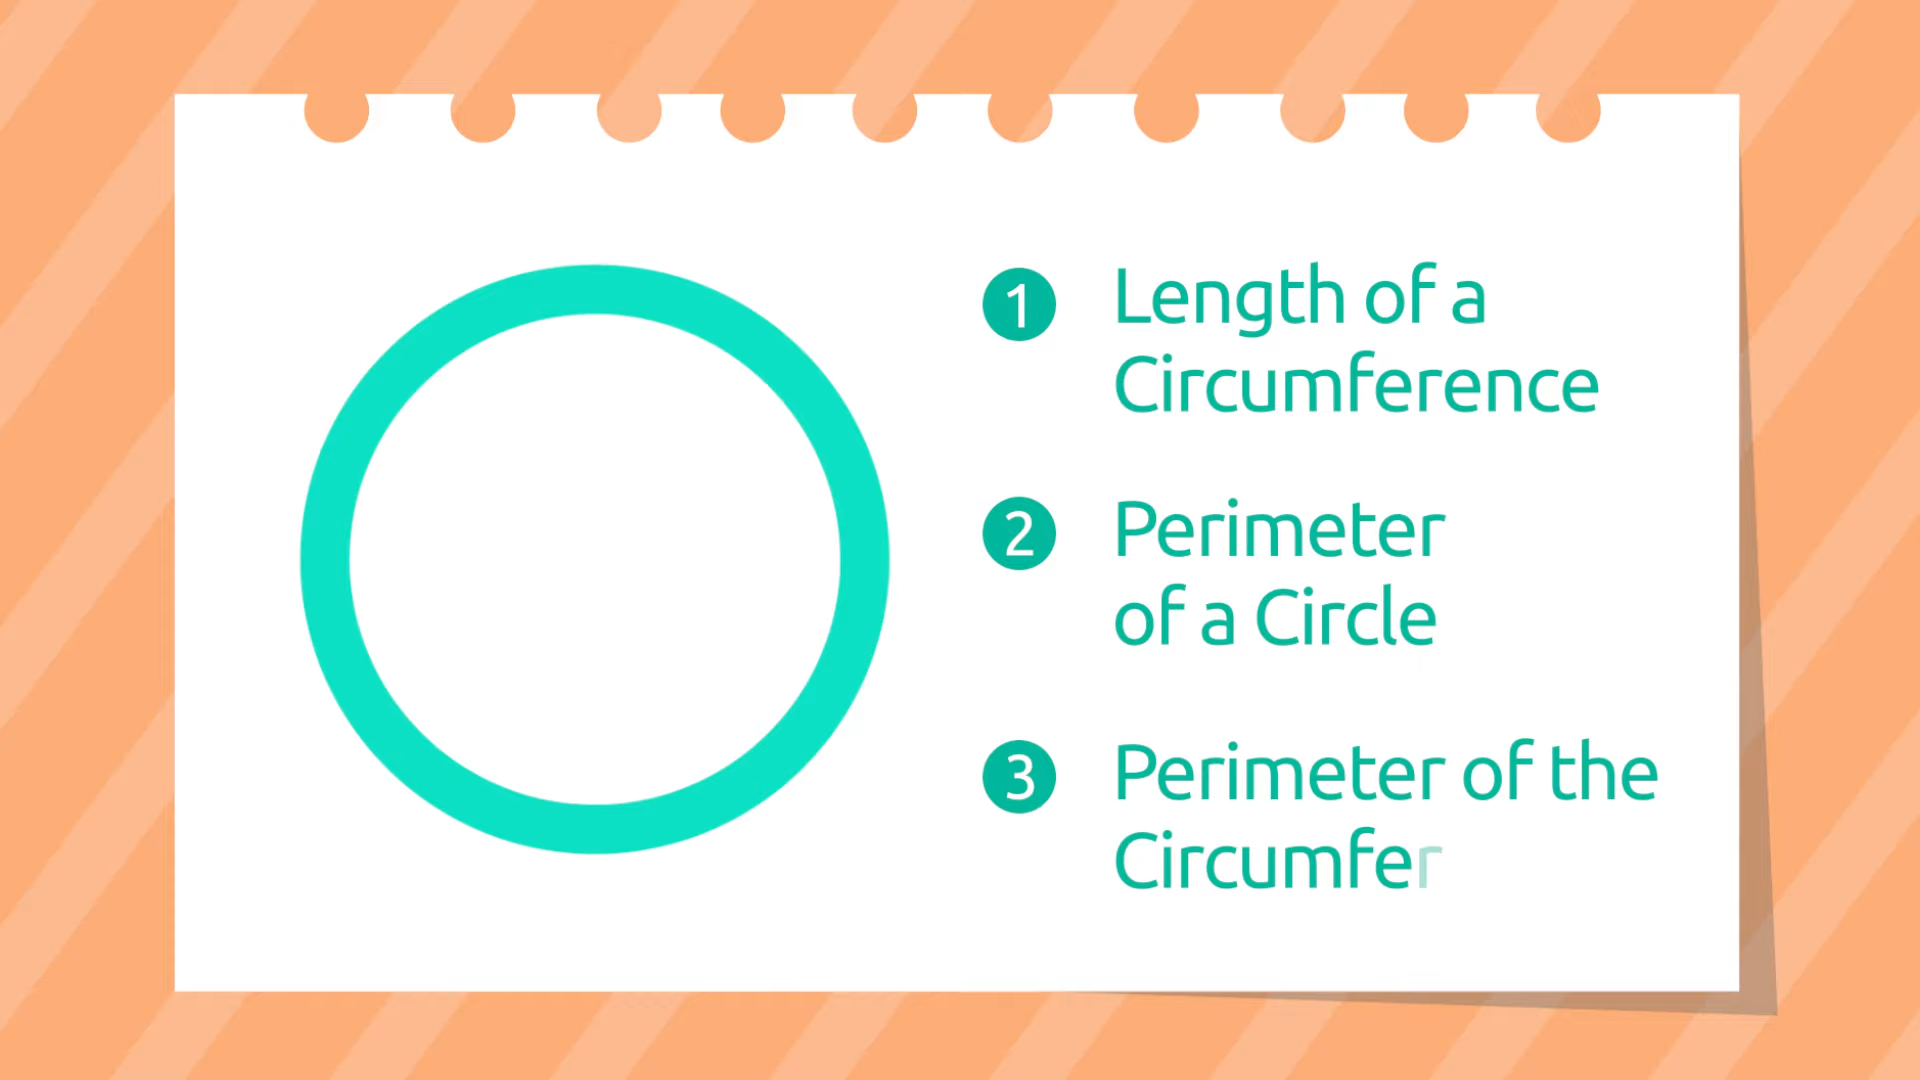 1 Length of a
Circumference
2 Perimeter
of a Circle
3 Perimeter of the
Circumfer